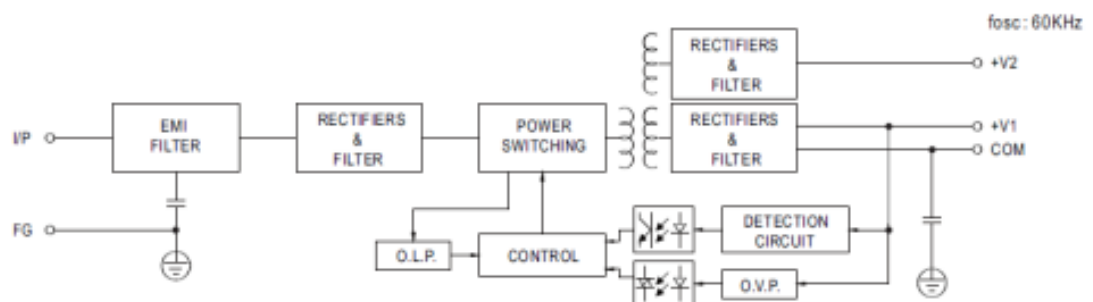 fosc: 60KHz
RECTIFIERS
&
FILTER
+V2
I/P
EMI
FILTER
RECTIFIERS
&
FILTER
POWER
SWITCHING
RECTIFIERS
&
FILTER
+V1
COM
FG
O.L.P.
CONTROL
DETECTION
CIRCUIT
O.V.P.